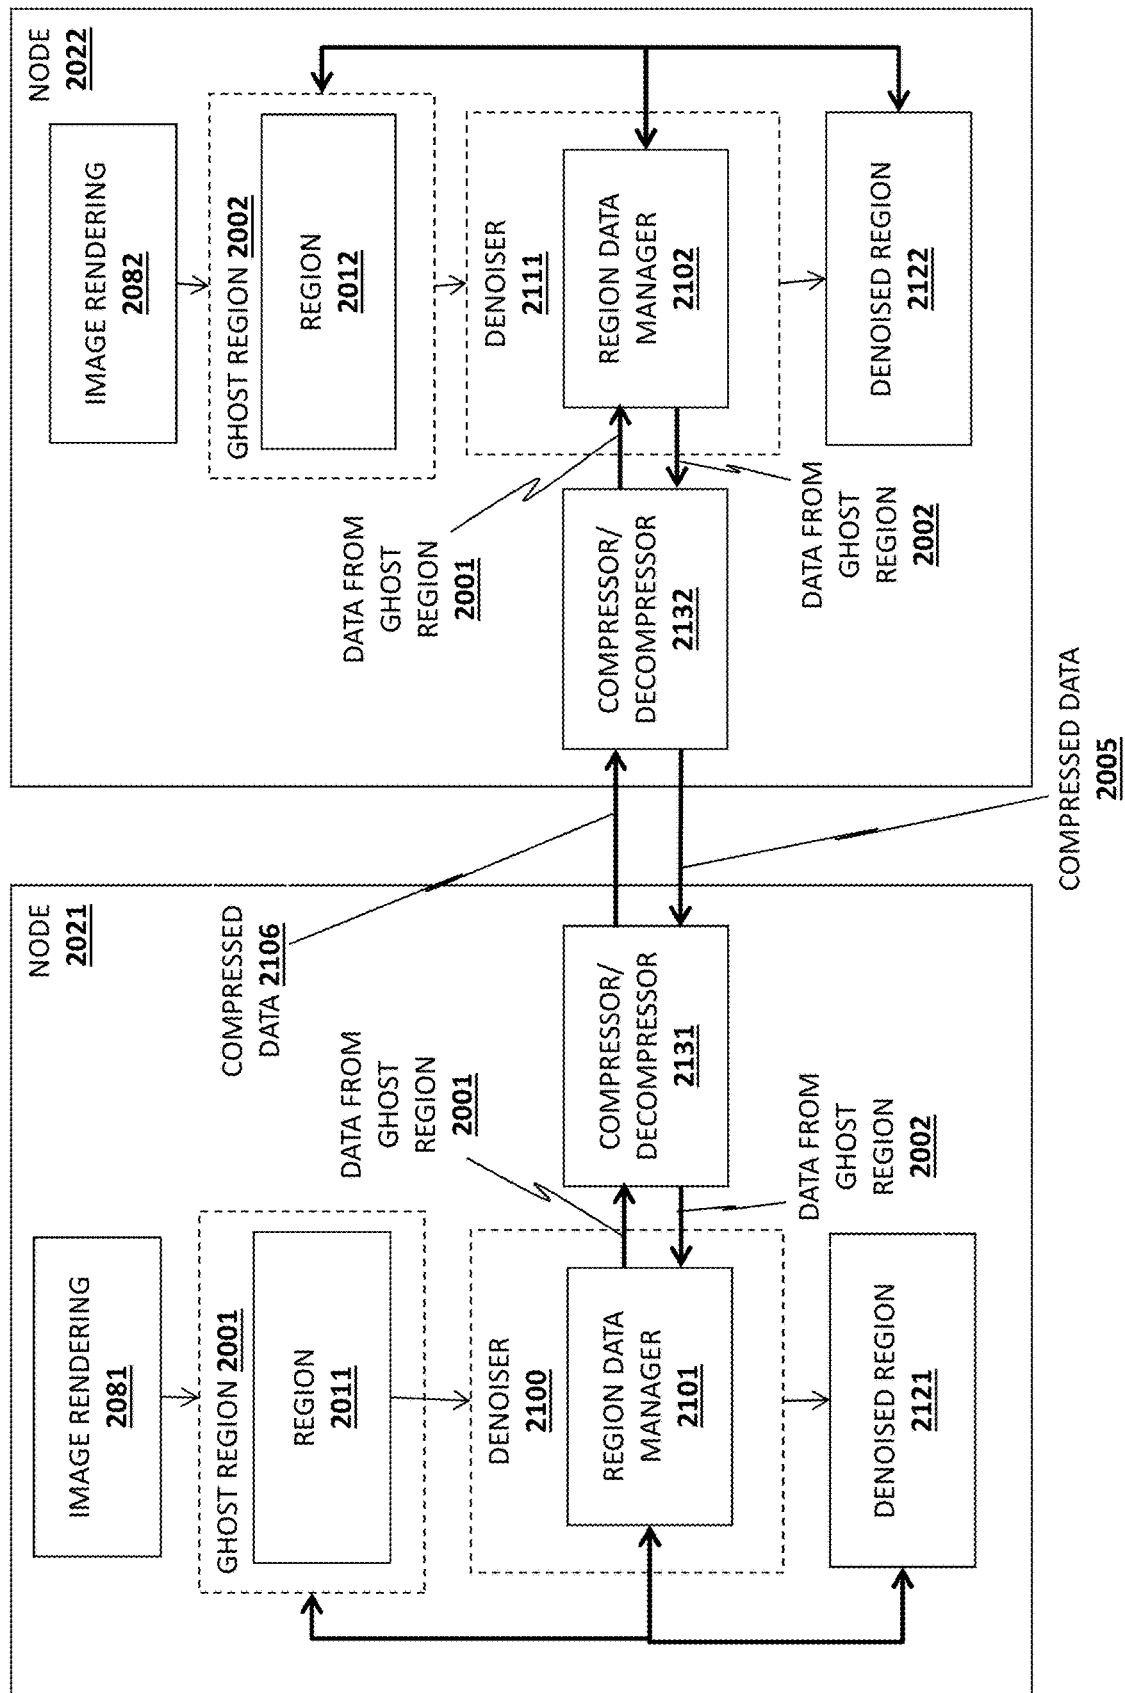 NODE
2021
IMAGE RENDERING
2081
GHOST REGION 2001
REGION
2011
DENOISER
2100
REGION DATA
MANAGER
2101
DENOISED REGION
2121
DATA FROM
GHOST
REGION
2001
COMPRESSOR/
DECOMPRESSOR
2131
DATA FROM
GHOST
REGION
2002
COMPRESSED
DATA 2106
COMPRESSED DATA
2005
NODE
2022
IMAGE RENDERING
2082
GHOST REGION 2002
REGION
2012
DATA FROM
GHOST
REGION
2001
COMPRESSOR/
DECOMPRESSOR
2132
DENOISER
2111
REGION DATA
MANAGER
2102
DATA FROM
GHOST
REGION
2002
DENOISED REGION
2122